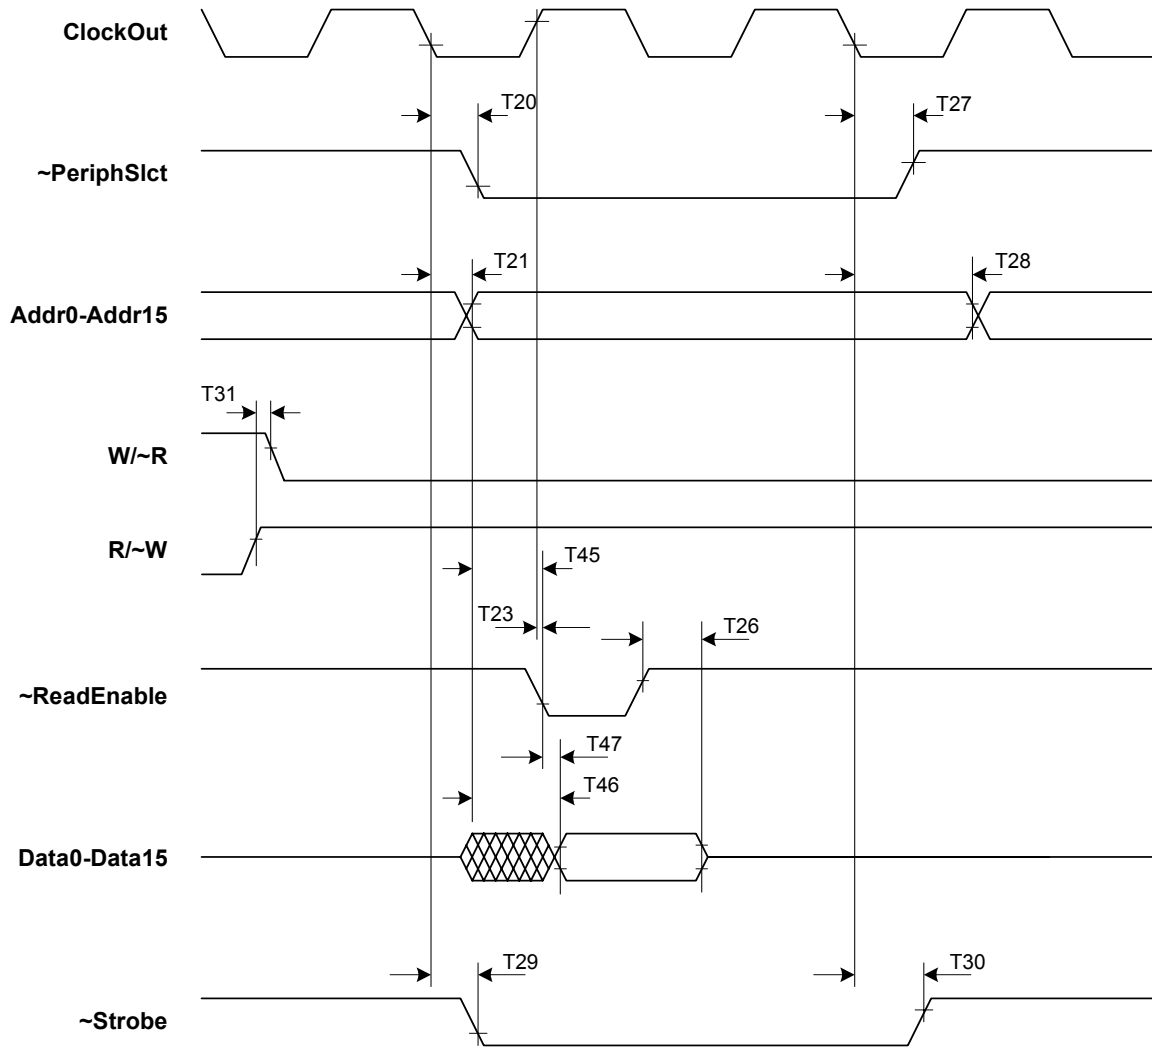 ClockOut
T20
T27
~PeriphSlct
T21
T28
Addr0-Addr15
T31
W/~R
R/~W
T45
T23
T26
~ReadEnable
T47
T46
Data0-Data15
T29
T30
~Strobe